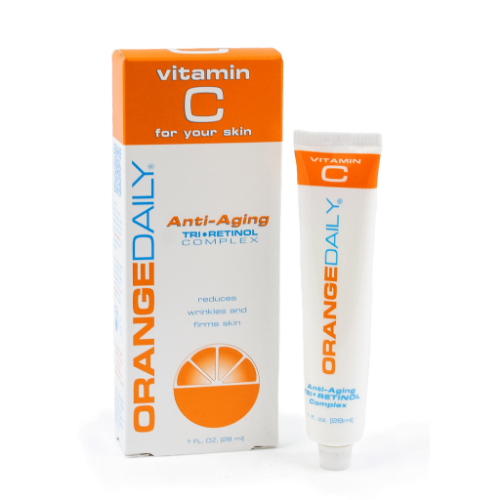 vitamin
C
for your skin
ORANGEDAILY®
Anti-Aging
TRI•RETINOL
COMPLEX
reduces
wrinkles and
firms skin
1 FL. OZ. (28 ml)
VITAMIN
C
ORANGEDAILY®
Anti-Aging
TRI•RETINOL
Complex
1 fl. oz. (28ml)